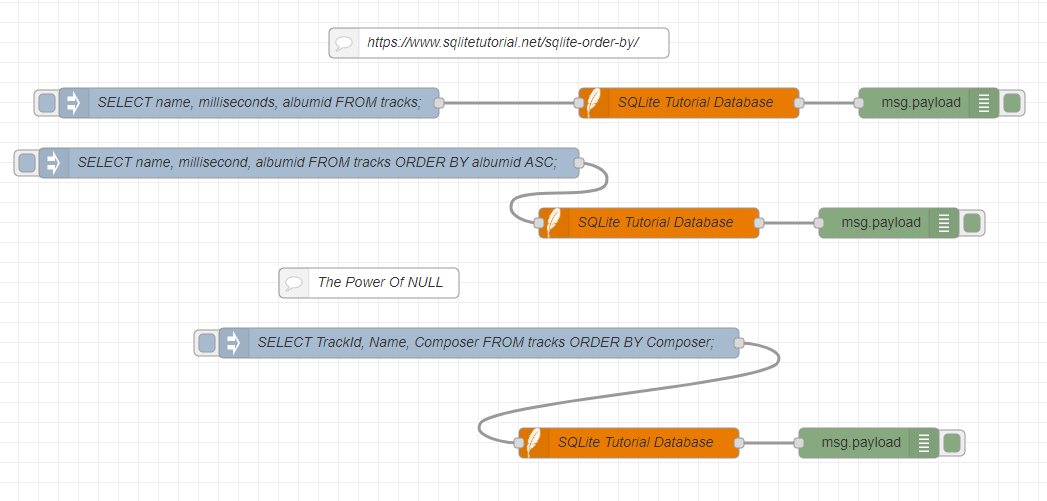 https://www.sqlitetutorial.net/sqlite-order-by/
SELECT name, milliseconds, albumid FROM tracks;
SQLite Tutorial Database
msg.payload
SELECT name, millisecond, albumid FROM tracks ORDER BY albumid ASC;
SQLite Tutorial Database
msg.payload
The Power Of NULL
SELECT TrackId, Name, Composer FROM tracks ORDER BY Composer;
SQLite Tutorial Database
msg.payload